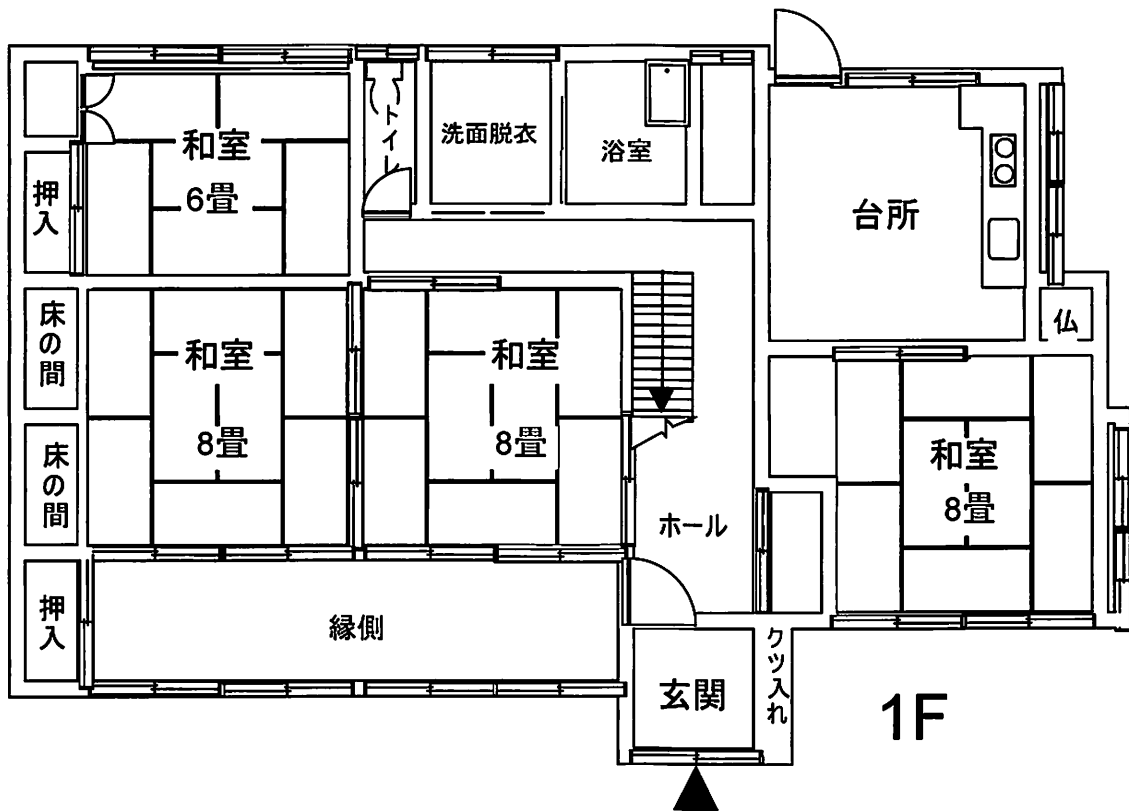 和室
6畳
トイレ
洗面脱衣
浴室
台所
押入
床の間
和室
8畳
和室
8畳
仏
床の間
和室
8畳
ホール
押入
縁側
玄関
クツ入れ
1F